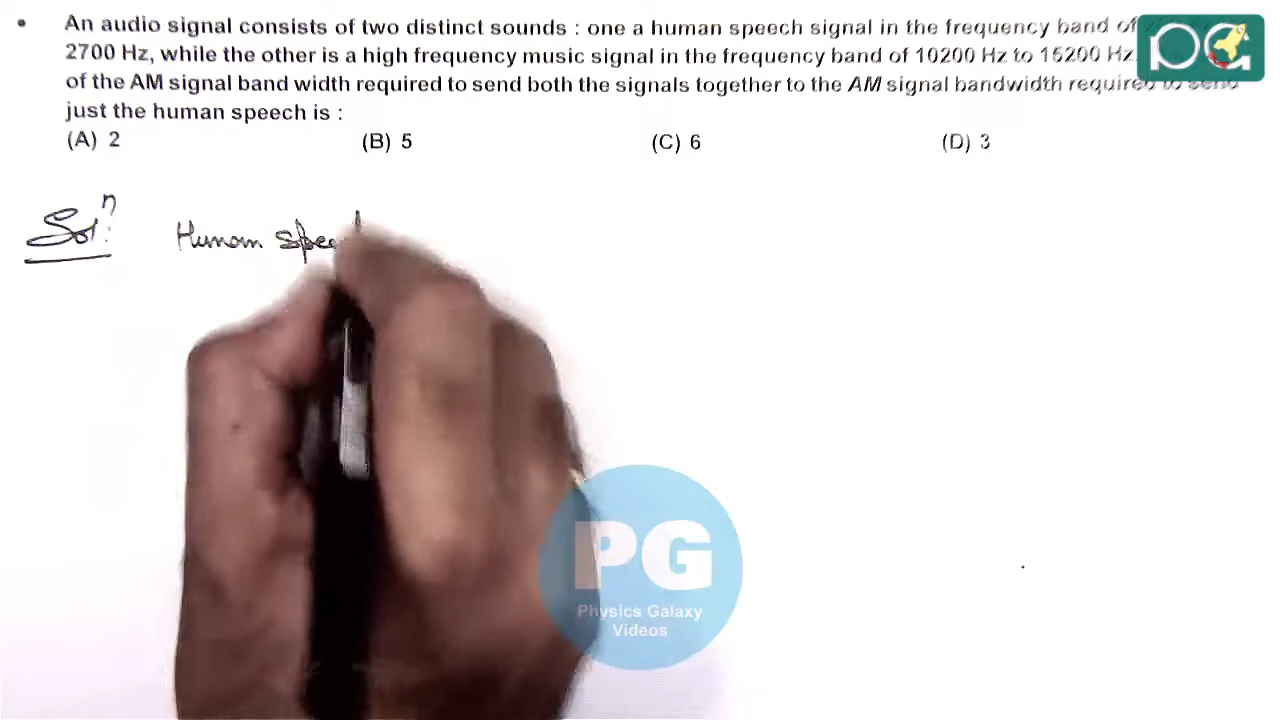 • An audio signal consists of two distinct sounds : one a human speech signal in the frequency band of
2700 Hz, while the other is a high frequency music signal in the frequency band of 10200 Hz to 15200 Hz.
of the AM signal band width required to send both the signals together to the AM signal bandwidth required to send
just the human speech is :
(A) 2 (B) 5 (C) 6 (D) 3
Solⁿ: Human Spee
PG
Physics Galaxy
Videos